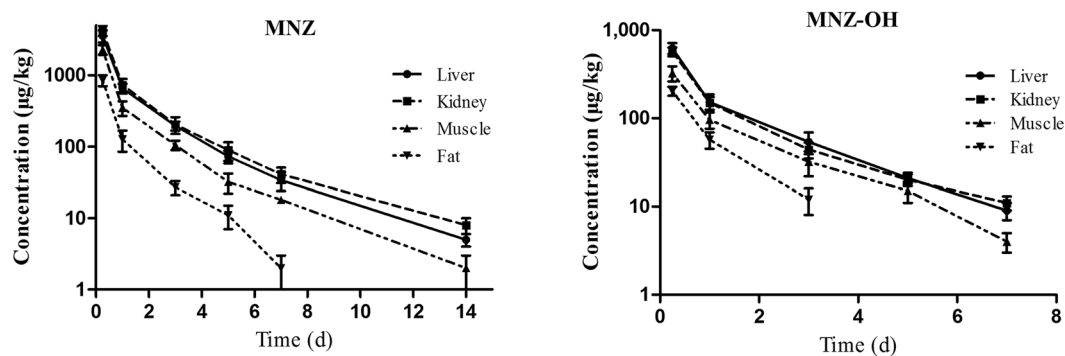 MNZ
Concentration (µg/kg)
1000
100
10
1
0
2
4
6
8
10
12
14
Time (d)
Liver
Kidney
Muscle
Fat
MNZ-OH
Concentration (µg/kg)
1,000
100
10
1
0
2
4
6
8
Time (d)
Liver
Kidney
Muscle
Fat